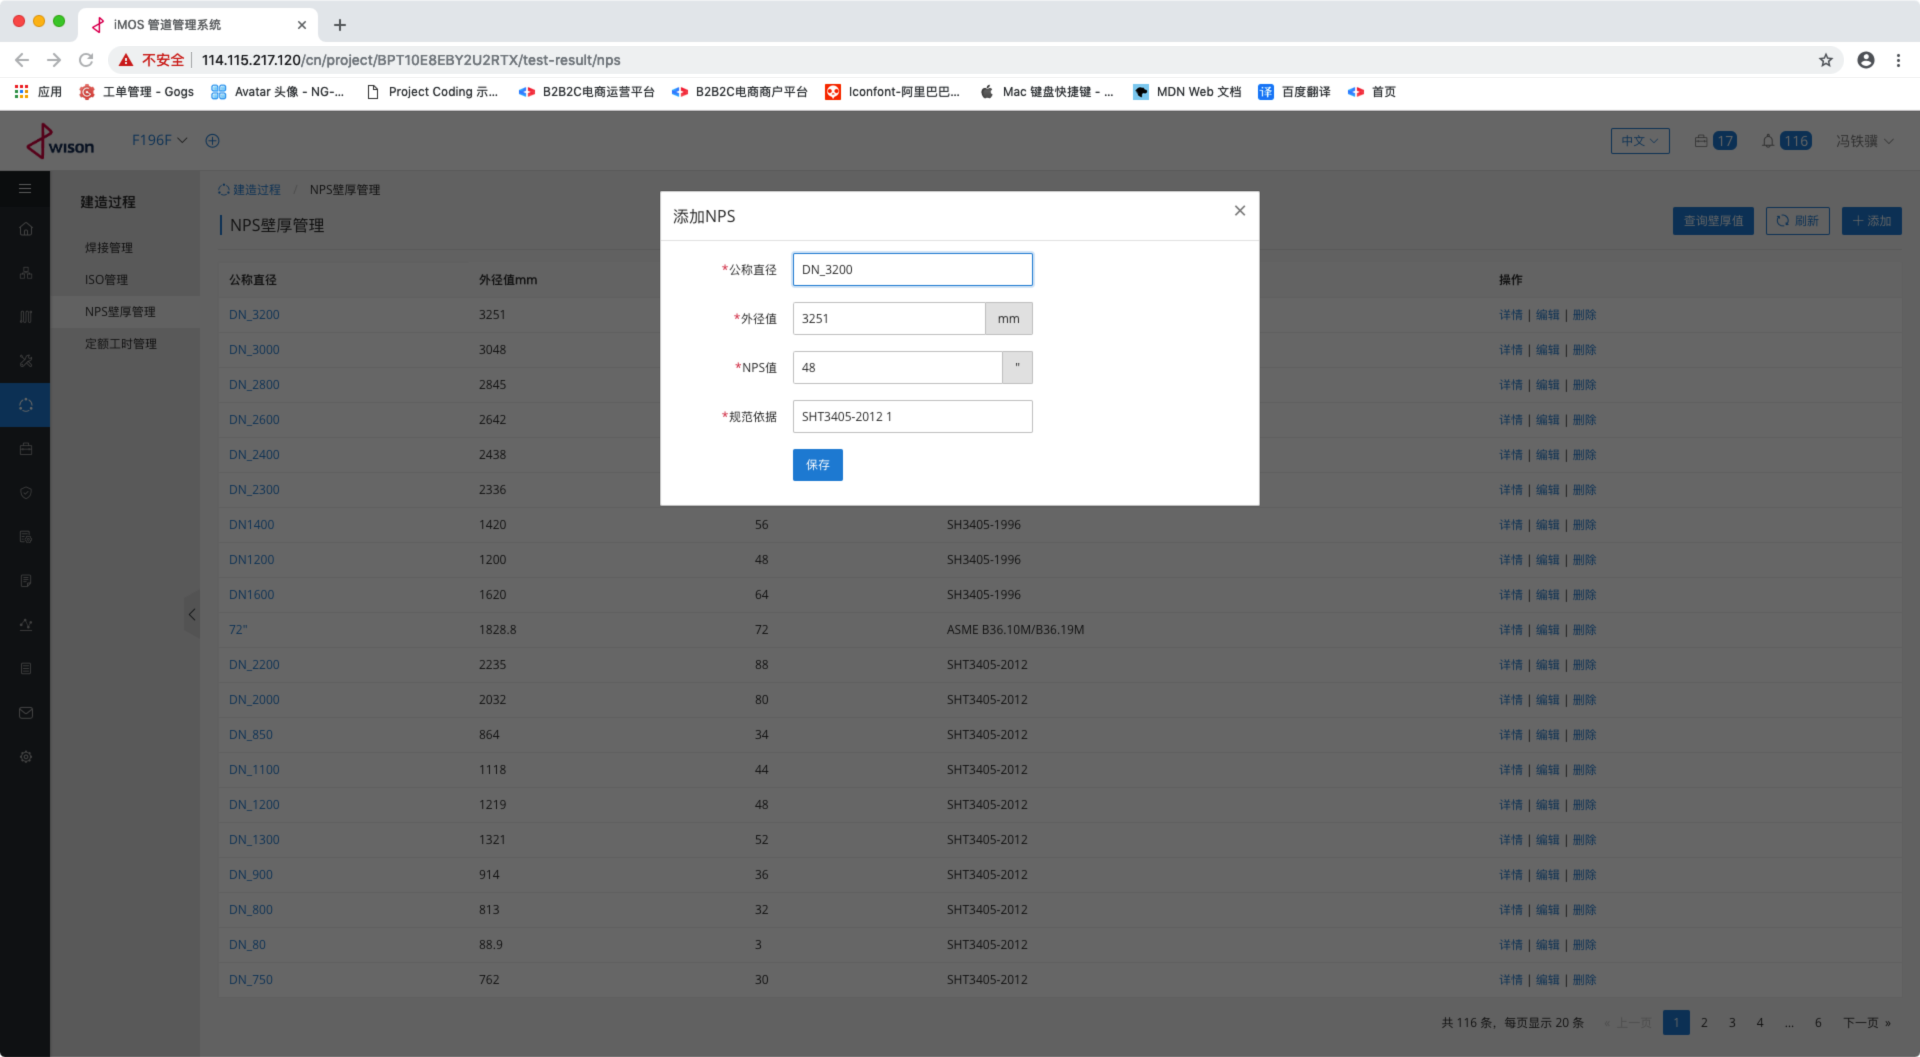 iMOS 管道管理系统
不安全 114.115.217.120/cn/project/BPT10E8EBY2U2RTX/test-result/nps
应用 工单管理 - Gogs Avatar 头像 - NG-... Project Coding 示... B2B2C电商运营平台 B2B2C电商商户平台 Iconfont-阿里巴巴... Mac 键盘快捷键 - ... MDN Web 文档 译 百度翻译 首页
wison F196F 中文 17 116 冯铁骥
建造过程
焊接管理
ISO管理
NPS壁厚管理
定额工时管理
建造过程 / NPS壁厚管理
NPS壁厚管理
查询壁厚值 刷新 添加
添加NPS
*公称直径 DN_3200
*外径值 3251 mm
*NPS值 48 "
*规范依据 SHT3405-2012 1
保存
公称直径 外径值mm 操作
DN_3200 3251 详情 | 编辑 | 删除
DN_3000 3048 详情 | 编辑 | 删除
DN_2800 2845 详情 | 编辑 | 删除
DN_2600 2642 详情 | 编辑 | 删除
DN_2400 2438 详情 | 编辑 | 删除
DN_2300 2336 详情 | 编辑 | 删除
DN1400 1420 56 SH3405-1996 详情 | 编辑 | 删除
DN1200 1200 48 SH3405-1996 详情 | 编辑 | 删除
DN1600 1620 64 SH3405-1996 详情 | 编辑 | 删除
72" 1828.8 72 ASME B36.10M/B36.19M 详情 | 编辑 | 删除
DN_2200 2235 88 SHT3405-2012 详情 | 编辑 | 删除
DN_2000 2032 80 SHT3405-2012 详情 | 编辑 | 删除
DN_850 864 34 SHT3405-2012 详情 | 编辑 | 删除
DN_1100 1118 44 SHT3405-2012 详情 | 编辑 | 删除
DN_1200 1219 48 SHT3405-2012 详情 | 编辑 | 删除
DN_1300 1321 52 SHT3405-2012 详情 | 编辑 | 删除
DN_900 914 36 SHT3405-2012 详情 | 编辑 | 删除
DN_800 813 32 SHT3405-2012 详情 | 编辑 | 删除
DN_80 88.9 3 SHT3405-2012 详情 | 编辑 | 删除
DN_750 762 30 SHT3405-2012 详情 | 编辑 | 删除
共 116 条，每页显示 20 条 « 上一页 1 2 3 4 ... 6 下一页 »